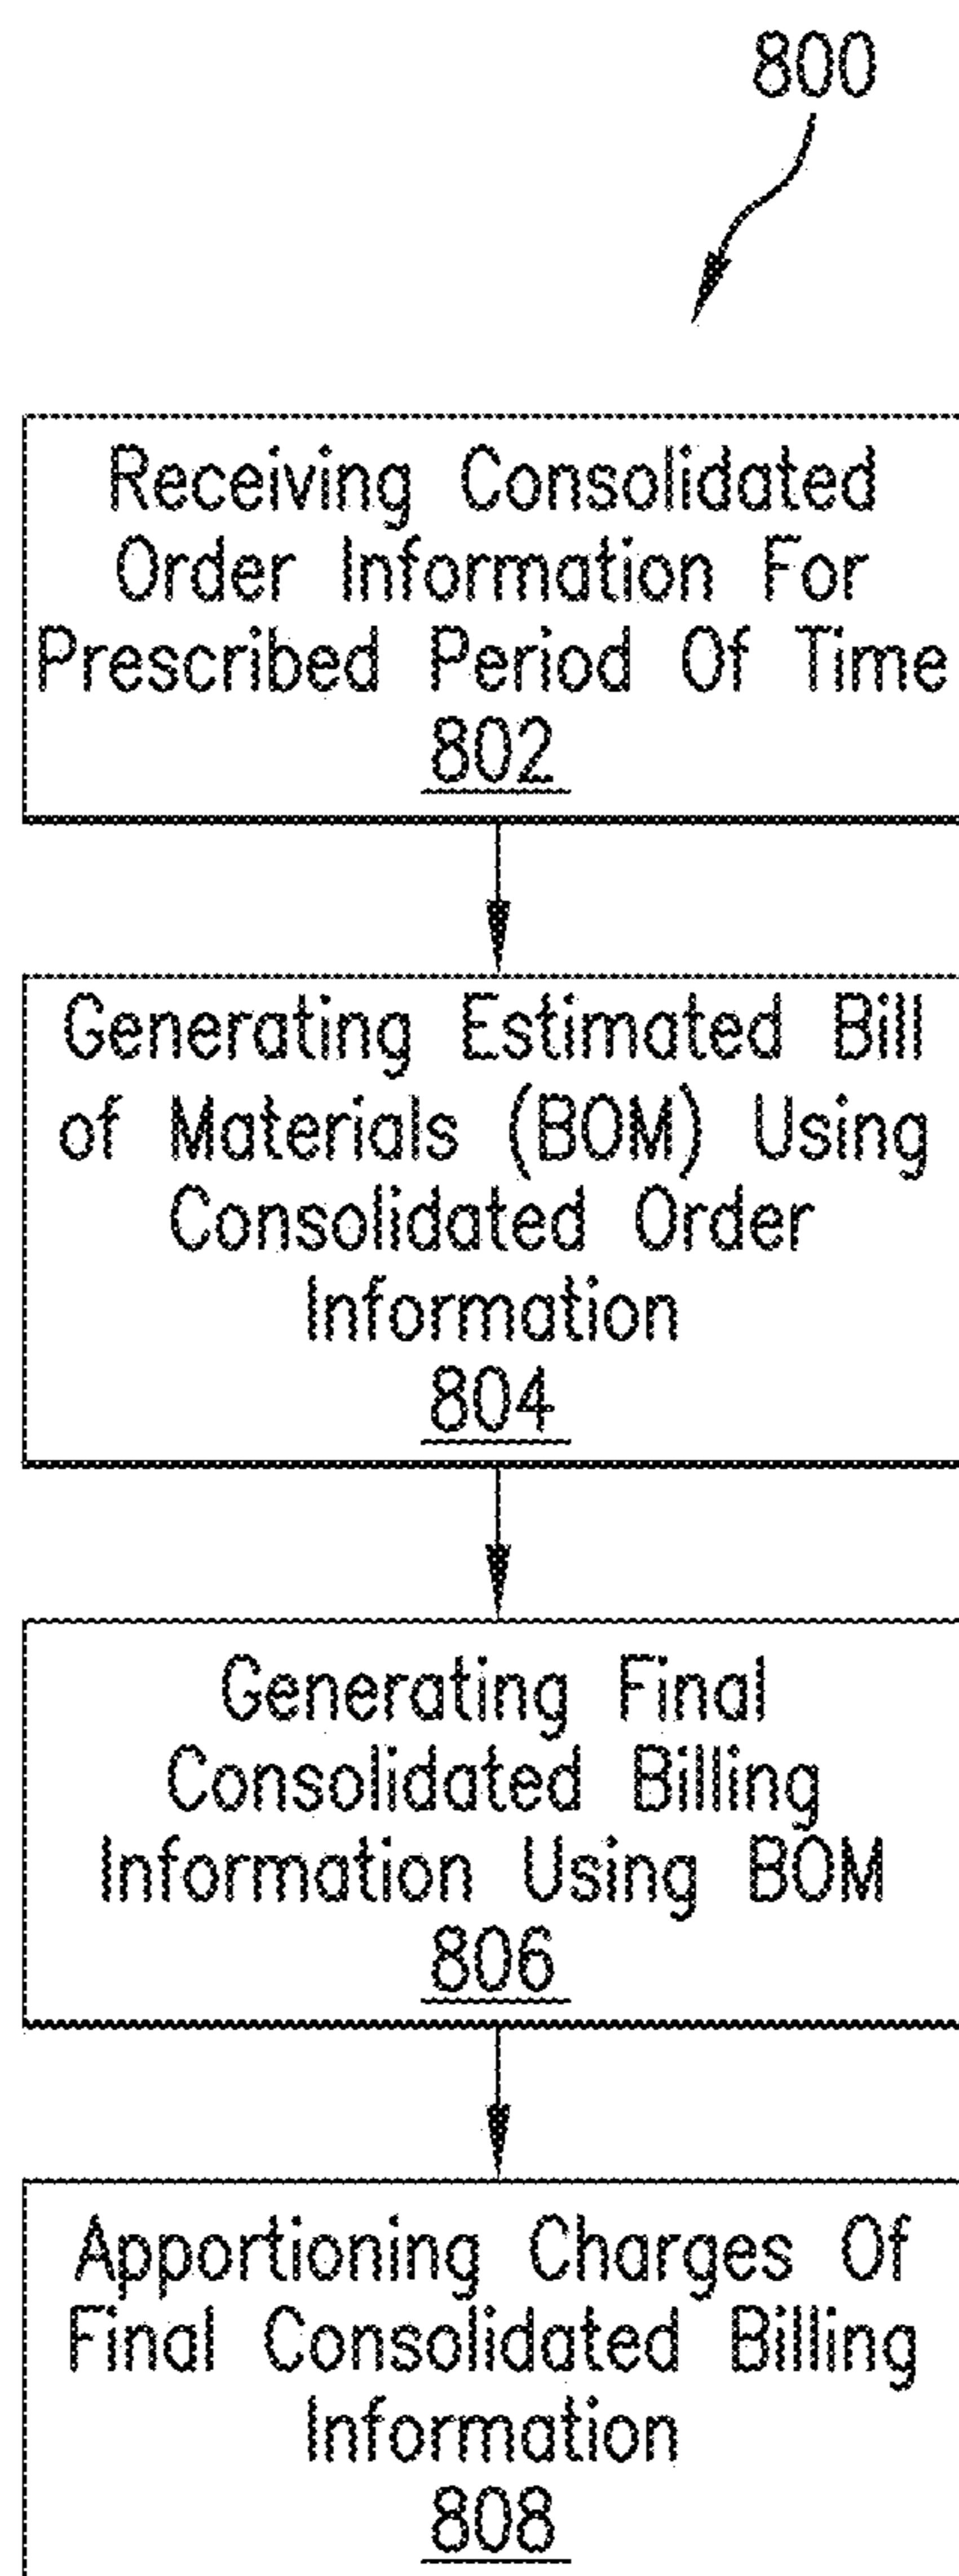 800
Receiving Consolidated
Order Information For
Prescribed Period Of Time
802
Generating Estimated Bill
of Materials (BOM) Using
Consolidated Order
Information
804
Generating Final
Consolidated Billing
Information Using BOM
806
Apportioning Charges Of
Final Consolidated Billing
Information
808